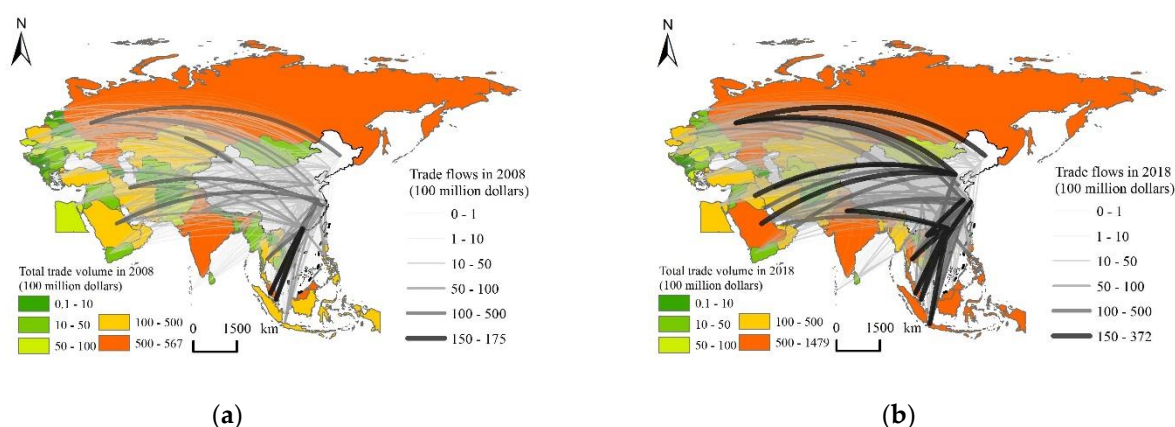 N
Trade flows in 2008
(100 million dollars)
0 - 1
1 - 10
10 - 50
50 - 100
100 - 500
150 - 175
Total trade volume in 2008
(100 million dollars)
0.1 - 10
10 - 50
50 - 100
100 - 500
500 - 567
0 1500 km
(a)
N
Trade flows in 2018
(100 million dollars)
0 - 1
1 - 10
10 - 50
50 - 100
100 - 500
150 - 372
Total trade volume in 2018
(100 million dollars)
0.1 - 10
10 - 50
50 - 100
100 - 500
500 - 1479
0 1500 km
(b)